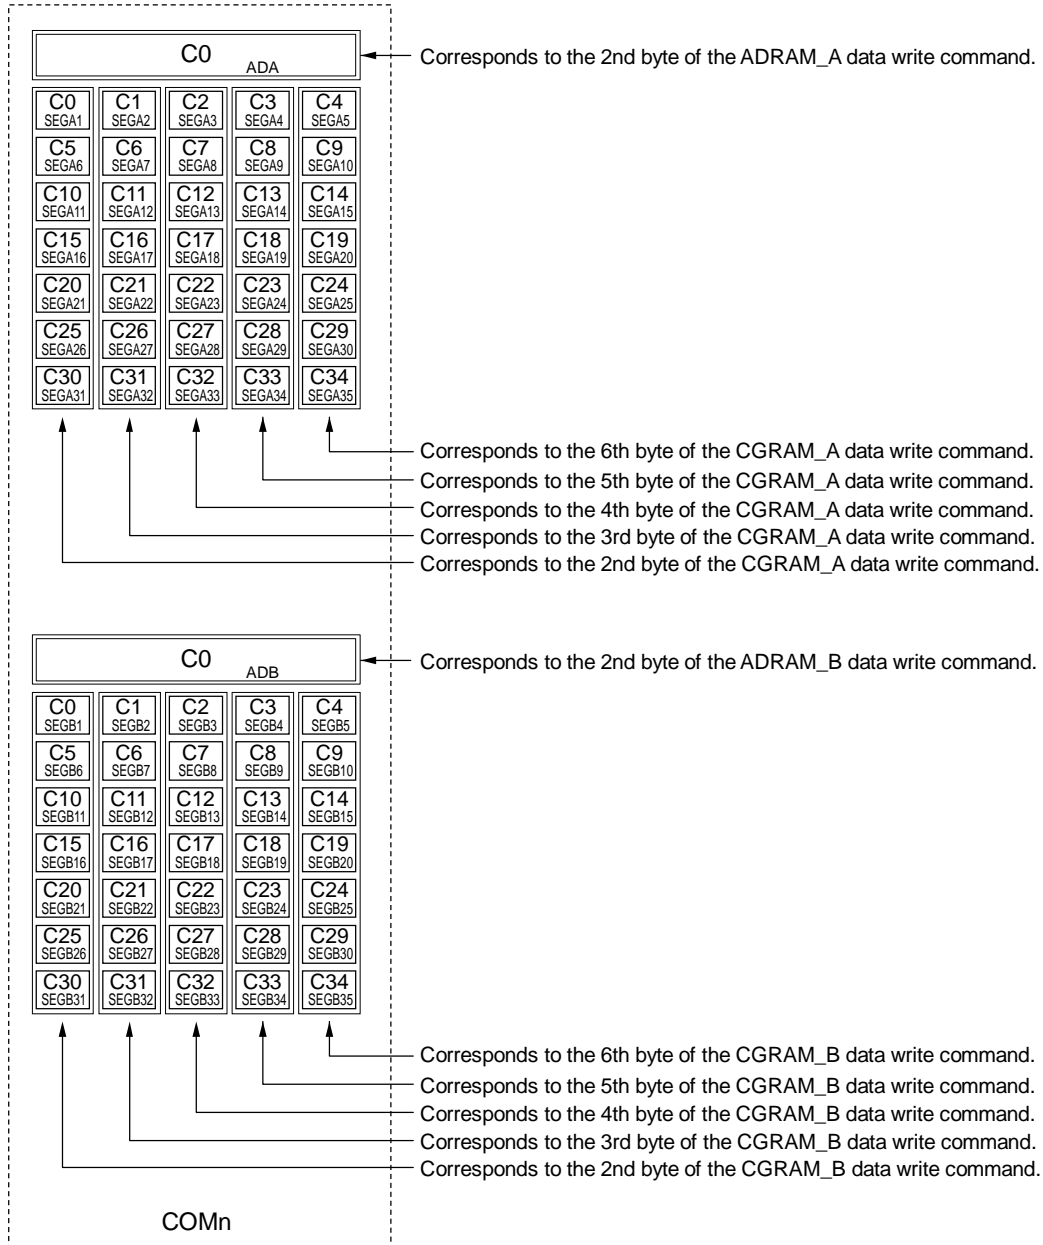 C0 ADA
Corresponds to the 2nd byte of the ADRAM_A data write command.
C0 C1 C2 C3 C4
SEGA1 SEGA2 SEGA3 SEGA4 SEGA5
C5 C6 C7 C8 C9
SEGA6 SEGA7 SEGA8 SEGA9 SEGA10
C10 C11 C12 C13 C14
SEGA11 SEGA12 SEGA13 SEGA14 SEGA15
C15 C16 C17 C18 C19
SEGA16 SEGA17 SEGA18 SEGA19 SEGA20
C20 C21 C22 C23 C24
SEGA21 SEGA22 SEGA23 SEGA24 SEGA25
C25 C26 C27 C28 C29
SEGA26 SEGA27 SEGA28 SEGA29 SEGA30
C30 C31 C32 C33 C34
SEGA31 SEGA32 SEGA33 SEGA34 SEGA35
Corresponds to the 6th byte of the CGRAM_A data write command.
Corresponds to the 5th byte of the CGRAM_A data write command.
Corresponds to the 4th byte of the CGRAM_A data write command.
Corresponds to the 3rd byte of the CGRAM_A data write command.
Corresponds to the 2nd byte of the CGRAM_A data write command.
C0 ADB
Corresponds to the 2nd byte of the ADRAM_B data write command.
C0 C1 C2 C3 C4
SEGB1 SEGB2 SEGB3 SEGB4 SEGB5
C5 C6 C7 C8 C9
SEGB6 SEGB7 SEGB8 SEGB9 SEGB10
C10 C11 C12 C13 C14
SEGB11 SEGB12 SEGB13 SEGB14 SEGB15
C15 C16 C17 C18 C19
SEGB16 SEGB17 SEGB18 SEGB19 SEGB20
C20 C21 C22 C23 C24
SEGB21 SEGB22 SEGB23 SEGB24 SEGB25
C25 C26 C27 C28 C29
SEGB26 SEGB27 SEGB28 SEGB29 SEGB30
C30 C31 C32 C33 C34
SEGB31 SEGB32 SEGB33 SEGB34 SEGB35
Corresponds to the 6th byte of the CGRAM_B data write command.
Corresponds to the 5th byte of the CGRAM_B data write command.
Corresponds to the 4th byte of the CGRAM_B data write command.
Corresponds to the 3rd byte of the CGRAM_B data write command.
Corresponds to the 2nd byte of the CGRAM_B data write command.
COMn